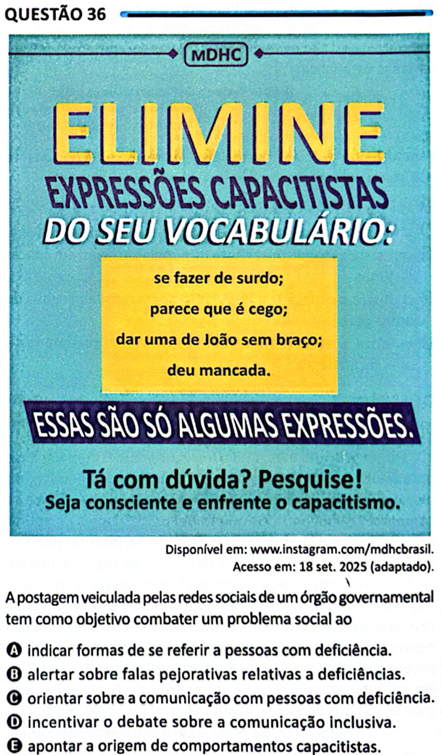 QUESTÃO 36
MDHC
ELIMINE
EXPRESSÕES CAPACITISTAS
DO SEU VOCABULÁRIO:
se fazer de surdo;
parece que é cego;
dar uma de João sem braço;
deu mancada.
ESSAS SÃO SÓ ALGUMAS EXPRESSÕES.
Tá com dúvida? Pesquise!
Seja consciente e enfrente o capacitismo.
Disponível em: www.instagram.com/mdhcbrasil.
Acesso em: 18 set. 2025 (adaptado).
A postagem veiculada pelas redes sociais de um órgão governamental
tem como objetivo combater um problema social ao
A indicar formas de se referir a pessoas com deficiência.
B alertar sobre falas pejorativas relativas a deficiências.
C orientar sobre a comunicação com pessoas com deficiência.
D incentivar o debate sobre a comunicação inclusiva.
E apontar a origem de comportamentos capacitistas.